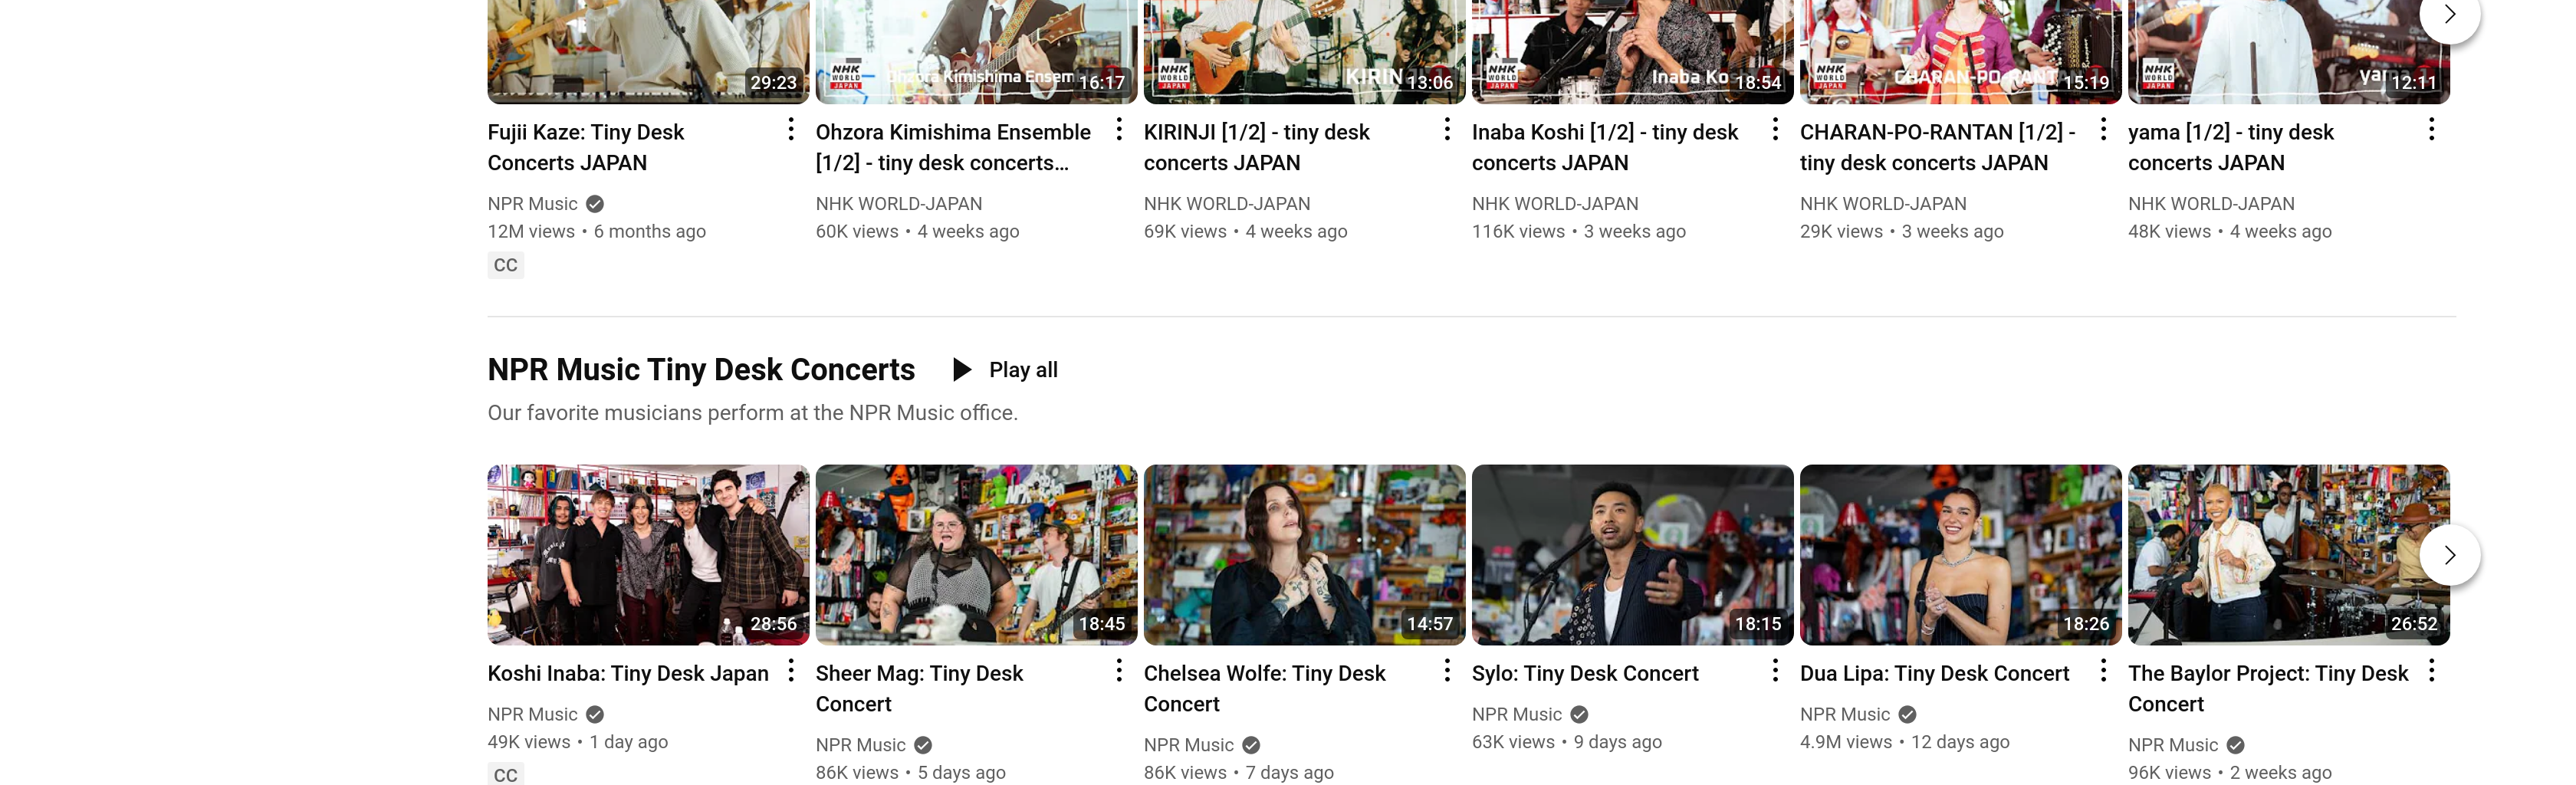 29:23
NHK WORLD JAPAN
Ohzora Kimishima Ensem
16:17
NHK WORLD JAPAN
KIRIN
13:06
NHK WORLD JAPAN
Inaba Ko
18:54
NHK WORLD JAPAN
CHARAN-PO-RANT
15:19
NHK WORLD JAPAN
yar
12:11
Fujii Kaze: Tiny Desk
Concerts JAPAN
NPR Music
12M views • 6 months ago
CC
Ohzora Kimishima Ensemble
[1/2] - tiny desk concerts...
NHK WORLD-JAPAN
60K views • 4 weeks ago
KIRINJI [1/2] - tiny desk
concerts JAPAN
NHK WORLD-JAPAN
69K views • 4 weeks ago
Inaba Koshi [1/2] - tiny desk
concerts JAPAN
NHK WORLD-JAPAN
116K views • 3 weeks ago
CHARAN-PO-RANTAN [1/2] -
tiny desk concerts JAPAN
NHK WORLD-JAPAN
29K views • 3 weeks ago
yama [1/2] - tiny desk
concerts JAPAN
NHK WORLD-JAPAN
48K views • 4 weeks ago
NPR Music Tiny Desk Concerts
Play all
Our favorite musicians perform at the NPR Music office.
28:56
18:45
14:57
18:15
18:26
26:52
Koshi Inaba: Tiny Desk Japan
NPR Music
49K views • 1 day ago
CC
Sheer Mag: Tiny Desk
Concert
NPR Music
86K views • 5 days ago
Chelsea Wolfe: Tiny Desk
Concert
NPR Music
86K views • 7 days ago
Sylo: Tiny Desk Concert
NPR Music
63K views • 9 days ago
Dua Lipa: Tiny Desk Concert
NPR Music
4.9M views • 12 days ago
The Baylor Project: Tiny Desk
Concert
NPR Music
96K views • 2 weeks ago